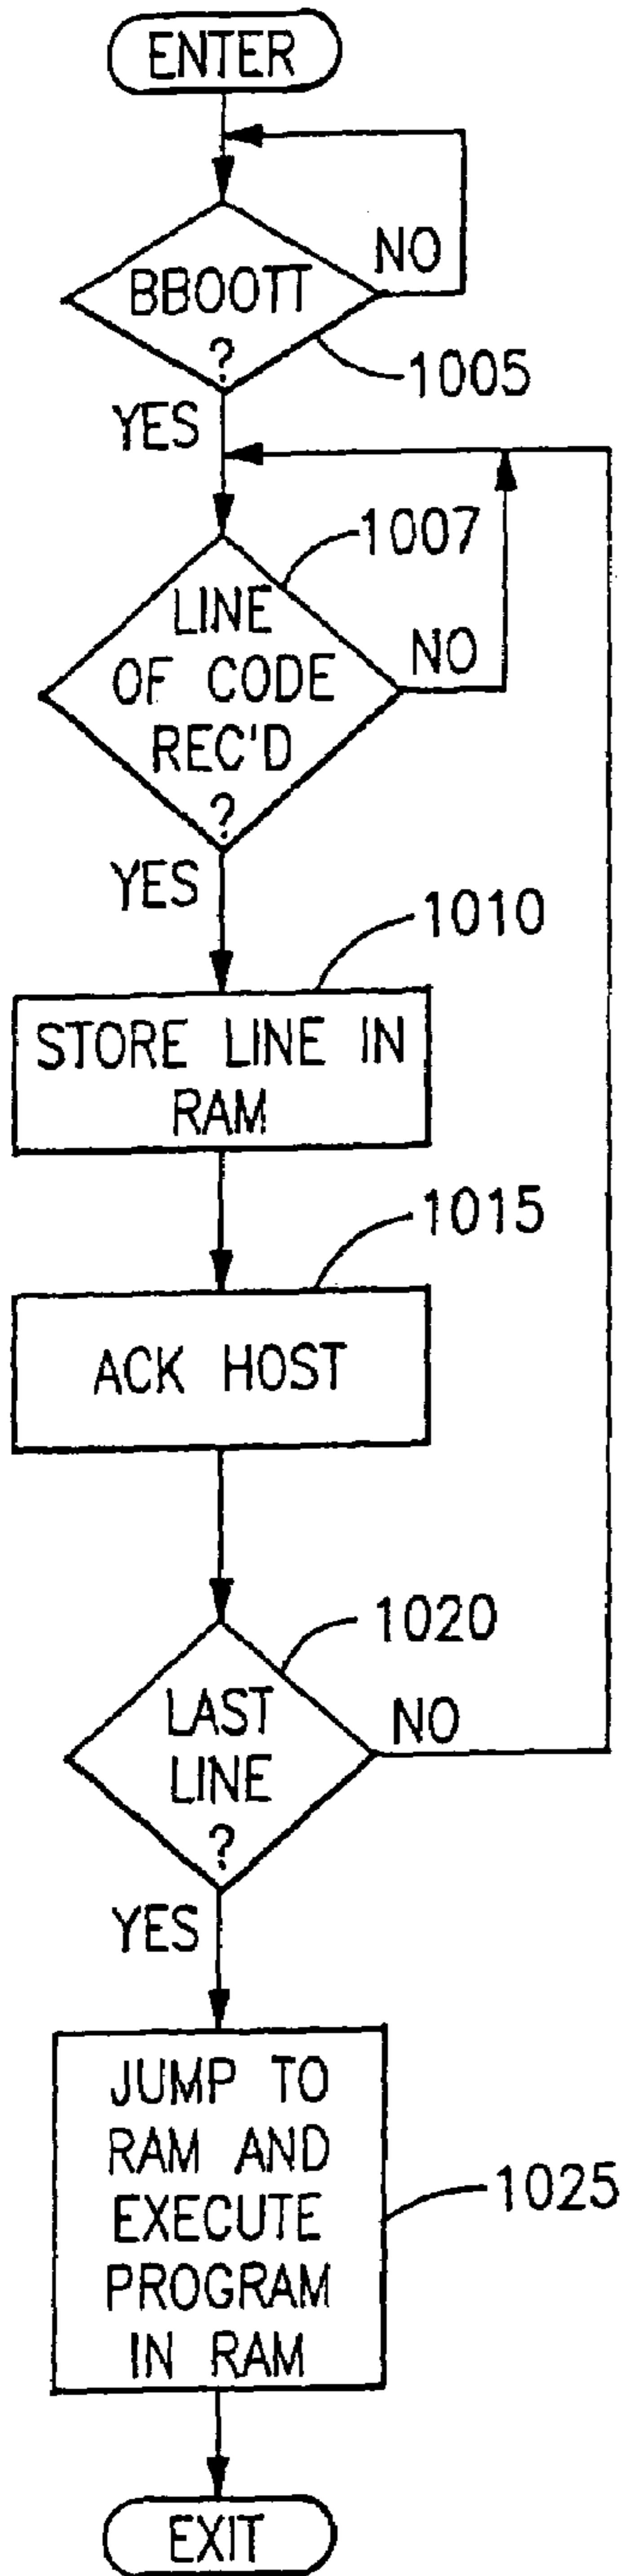 ENTER
BBOOTT
?
NO
1005
YES
1007
LINE
OF CODE
REC'D
?
NO
YES
1010
STORE LINE IN
RAM
1015
ACK HOST
1020
LAST
LINE
?
NO
YES
JUMP TO
RAM AND
EXECUTE
PROGRAM
IN RAM
1025
EXIT